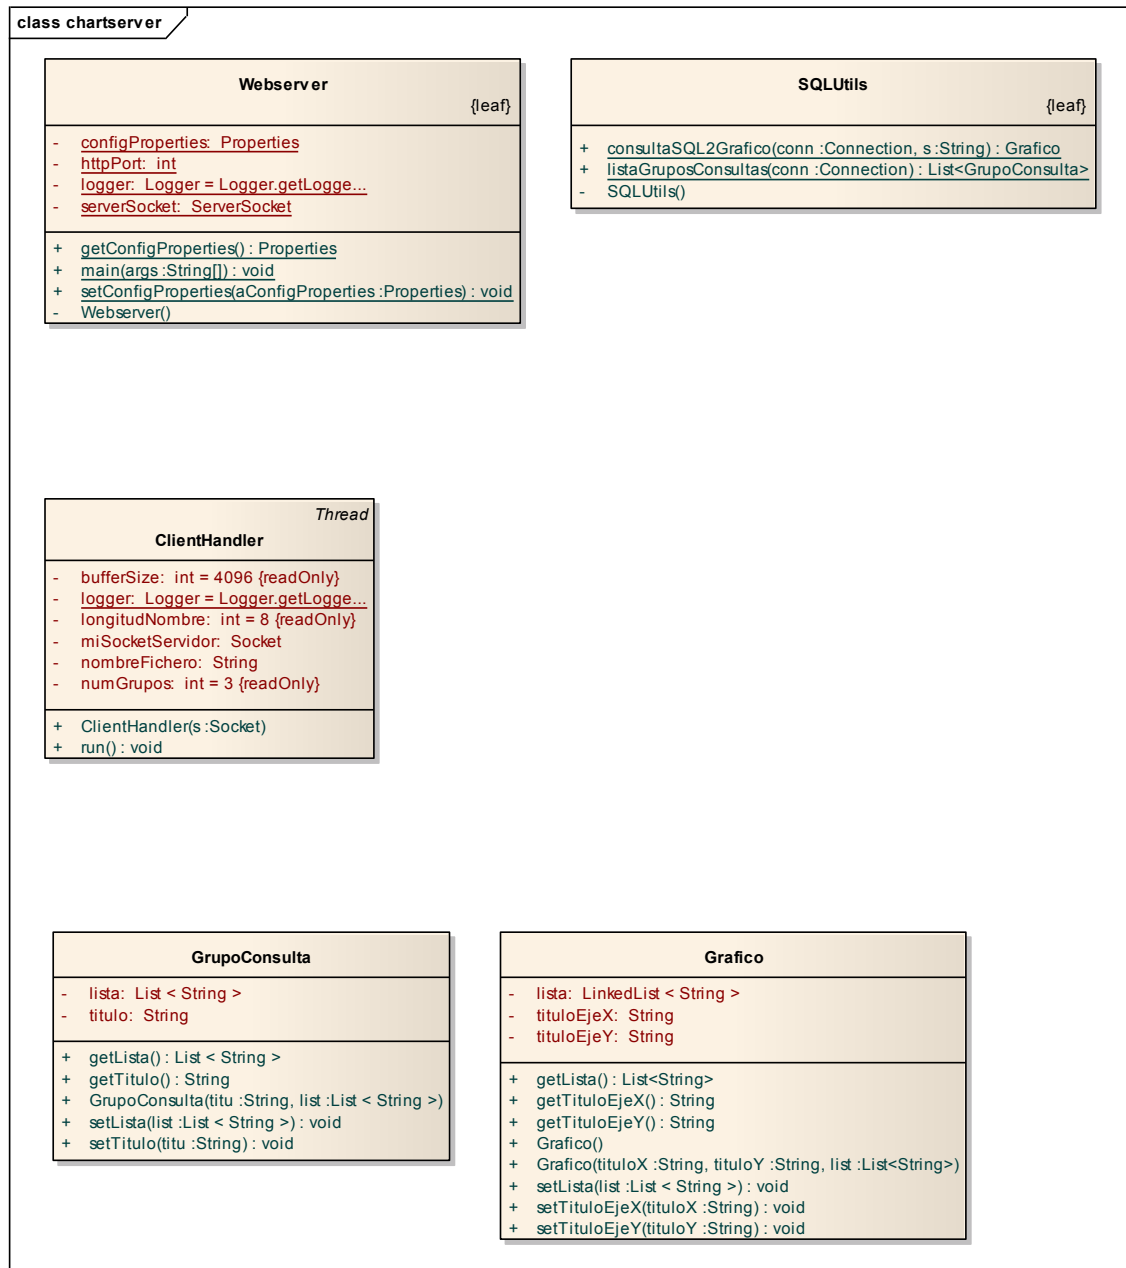 class chartserver
Webserver
{leaf}
- configProperties: Properties
- httpPort: int
- logger: Logger = Logger.getLogge...
- serverSocket: ServerSocket
+ getConfigProperties() : Properties
+ main(args :String[]) : void
+ setConfigProperties(aConfigProperties :Properties) : void
- Webserver()
SQLUtils
{leaf}
+ consultaSQL2Grafico(conn :Connection, s :String) : Grafico
+ listaGruposConsultas(conn :Connection) : List<GrupoConsulta>
- SQLUtils()
Thread
ClientHandler
- bufferSize: int = 4096 {readOnly}
- logger: Logger = Logger.getLogge...
- longitudNombre: int = 8 {readOnly}
- miSocketServidor: Socket
- nombreFichero: String
- numGrupos: int = 3 {readOnly}
+ ClientHandler(s :Socket)
+ run() : void
GrupoConsulta
- lista: List < String >
- titulo: String
+ getLista() : List < String >
+ getTitulo() : String
+ GrupoConsulta(titu :String, list :List < String >)
+ setLista(list :List < String >) : void
+ setTitulo(titu :String) : void
Grafico
- lista: LinkedList < String >
- tituloEjeX: String
- tituloEjeY: String
+ getLista() : List<String>
+ getTituloEjeX() : String
+ getTituloEjeY() : String
+ Grafico()
+ Grafico(tituloX :String, tituloY :String, list :List<String>)
+ setLista(list :List < String >) : void
+ setTituloEjeX(tituloX :String) : void
+ setTituloEjeY(tituloY :String) : void